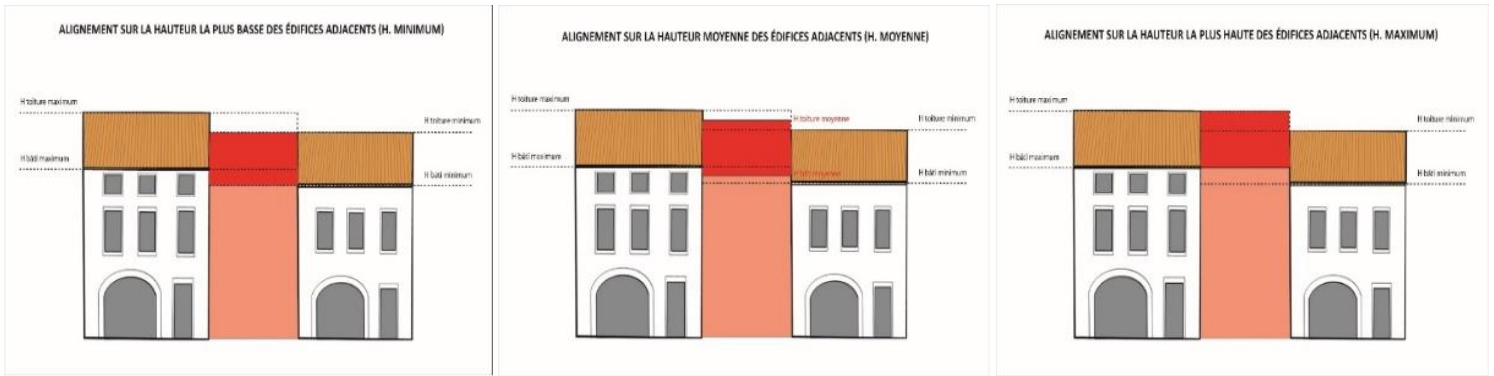 ALIGNEMENT SUR LA HAUTEUR LA PLUS BASSE DES ÉDIFICES ADJACENTS (H. MINIMUM)
H toiture maximum
H toiture minimum
H bâti maximum
H bâti minimum
ALIGNEMENT SUR LA HAUTEUR MOYENNE DES ÉDIFICES ADJACENTS (H. MOYENNE)
H toiture maximum
H toiture moyenne
H toiture minimum
H bâti maximum
H bâti moyenne
H bâti minimum
ALIGNEMENT SUR LA HAUTEUR LA PLUS HAUTE DES ÉDIFICES ADJACENTS (H. MAXIMUM)
H toiture maximum
H toiture minimum
H bâti maximum
H bâti minimum